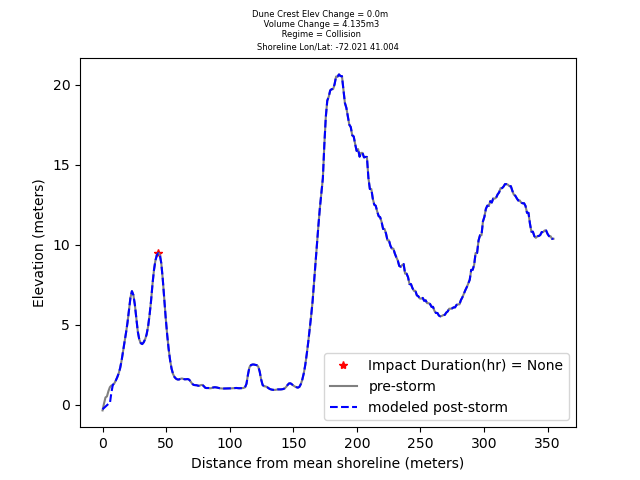 Dune Crest Elev Change = 0.0m
Volume Change = 4.135m3
Regime = Collision
Shoreline Lon/Lat: -72.021 41.004
20
15
10
5
0
Elevation (meters)
Impact Duration(hr) = None
pre-storm
modeled post-storm
0 50 100 150 200 250 300 350
Distance from mean shoreline (meters)